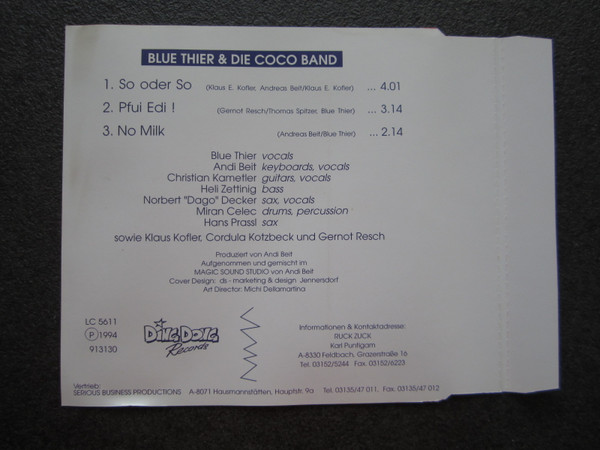 BLUE THIER & DIE COCO BAND
1. So oder So (Klaus E. Kofler, Andreas Beit/Klaus E. Kofler) ... 4.01
2. Pfui Edi ! (Gernot Resch/Thomas Spitzer, Blue Thier) ... 3.14
3. No Milk (Andreas Beit/Blue Thier) ... 2.14
Blue Thier vocals
Andi Beit keyboards, vocals
Christian Kametler guitars, vocals
Heli Zettinig bass
Norbert "Dago" Decker sax, vocals
Miran Celec drums, percussion
Hans Prassl sax
sowie Klaus Kofler, Cordula Kotzbeck und Gernot Resch
Produziert von Andi Beit
Aufgenommen und gemischt im
MAGIC SOUND STUDIO von Andi Beit
Cover Design: ds - marketing & design Jennersdorf
Art Director: Michi Dellamartina
LC 5611
℗ 1994
913130
DING DONG
Records
Informationen & Kontaktadresse:
RUCK ZUCK
Karl Puntigam
A-8330 Feldbach, Grazerstraße 16
Tel. 03152/5244 Fax. 03152/6223
Vertrieb:
SERIOUS BUSINESS PRODUCTIONS A-8071 Hausmannstätten, Hauptstr. 9a Tel. 03135/47 011, Fax. 03135/47 012